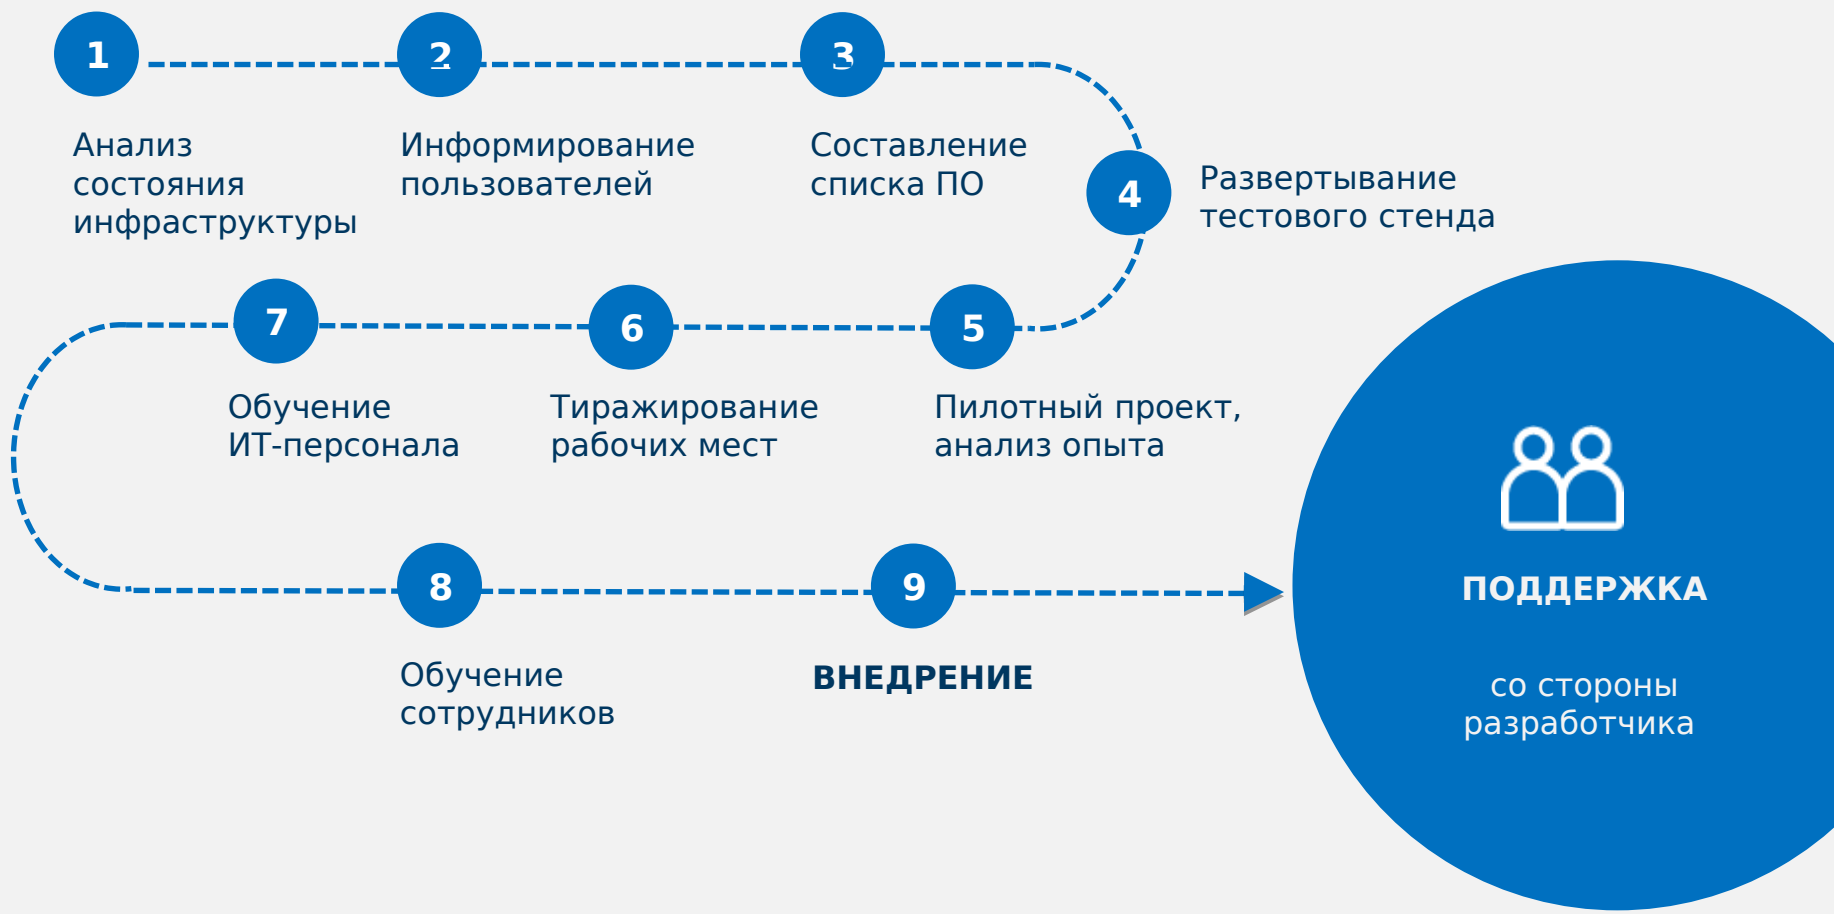 1
Анализ
состояния
инфраструктуры
2
Информирование
пользователей
3
Составление
списка ПО
4
Развертывание
тестового стенда
5
Пилотный проект,
анализ опыта
6
Тиражирование
рабочих мест
7
Обучение
ИТ-персонала
8
Обучение
сотрудников
9
ВНЕДРЕНИЕ
ПОДДЕРЖКА
со стороны
разработчика